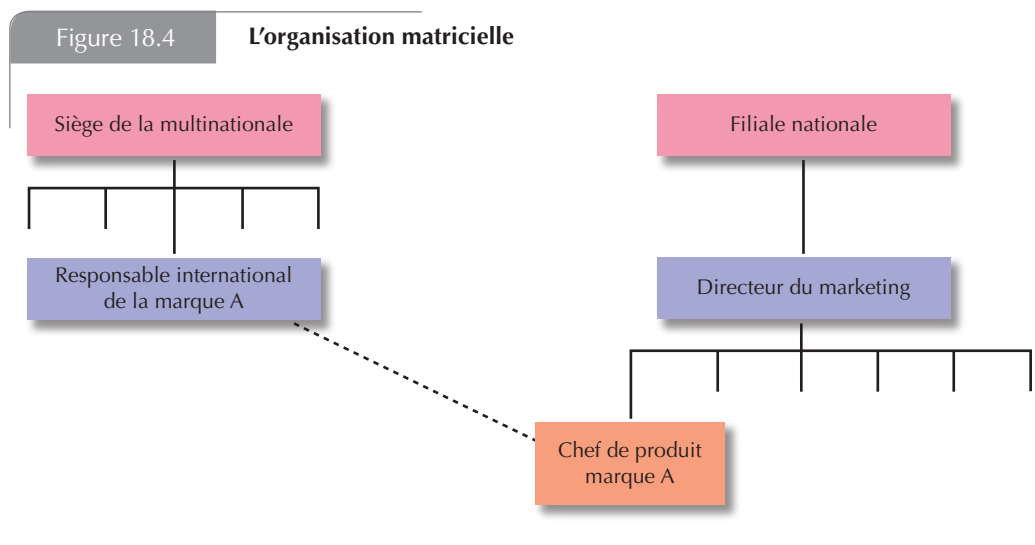 Figure 18.4
L’organisation matricielle
Siège de la multinationale
Filiale nationale
Responsable international
de la marque A
Directeur du marketing
Chef de produit
marque A